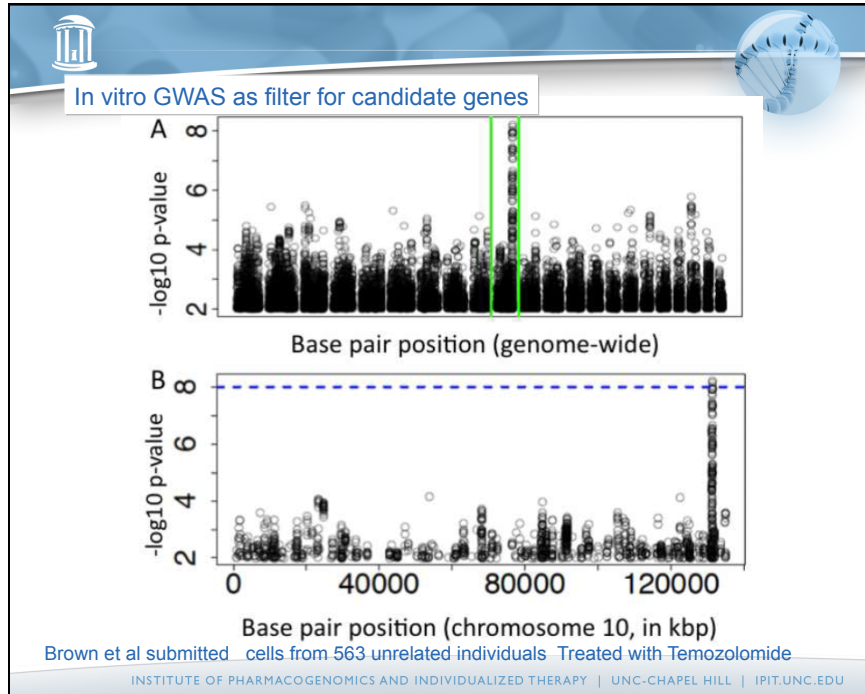 In vitro GWAS as filter for candidate genes
A
8
6
4
2
-log10 p-value
Base pair position (genome-wide)
B
8
6
4
2
-log10 p-value
0 40000 80000 120000
Base pair position (chromosome 10, in kbp)
Brown et al submitted cells from 563 unrelated individuals Treated with Temozolomide
INSTITUTE OF PHARMACOGENOMICS AND INDIVIDUALIZED THERAPY | UNC-CHAPEL HILL | IPIT.UNC.EDU